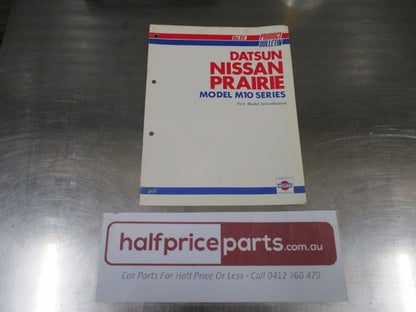 PRODUCT
BULLETIN
DATSUN
NISSAN
PRAIRIE
MODEL M10 SERIES
New Model Introduction
NISSAN
halfpriceparts.com.au
Car Parts For Half Price Or Less - Call 0412 760 475